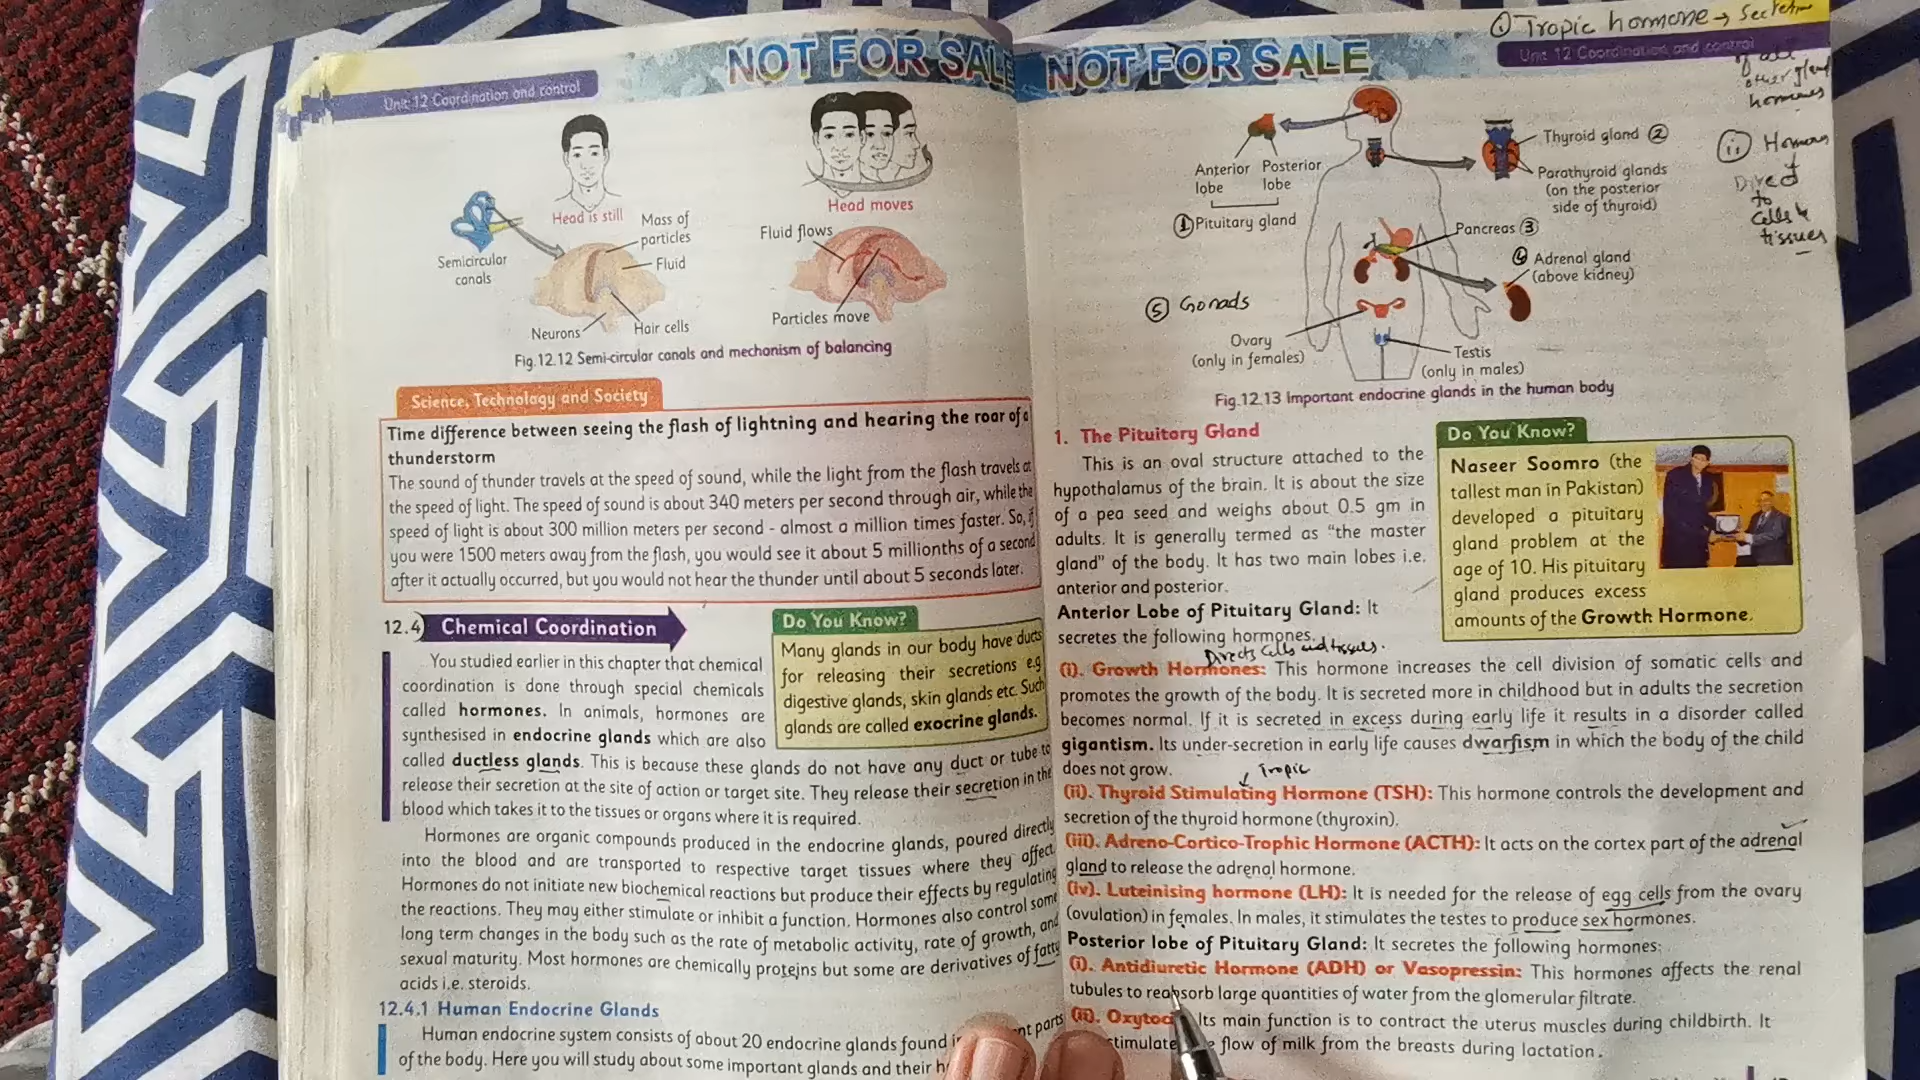 NOT FOR SALE
Unit 12 Coordination and control
Head is still
Head moves
Semicircular
canals
Mass of
particles
Fluid
Neurons
Hair cells
Fluid flows
Particles move
Fig.12.12 Semi-circular canals and mechanism of balancing
Science, Technology and Society
Time difference between seeing the flash of lightning and hearing the roar of a
thunderstorm
The sound of thunder travels at the speed of sound, while the light from the flash travels at
the speed of light. The speed of sound is about 340 meters per second through air, while the
speed of light is about 300 million meters per second - almost a million times faster. So, if
you were 1500 meters away from the flash, you would see it about 5 millionths of a second
after it actually occurred, but you would not hear the thunder until about 5 seconds later.
12.4 Chemical Coordination
You studied earlier in this chapter that chemical
coordination is done through special chemicals
called hormones. In animals, hormones are
synthesised in endocrine glands which are also
called ductless glands. This is because these glands do not have any duct or tube to
release their secretion at the site of action or target site. They release their secretion in the
blood which takes it to the tissues or organs where it is required.
Do You Know?
Many glands in our body have ducts
for releasing their secretions e.g
digestive glands, skin glands etc. Such
glands are called exocrine glands.
Hormones are organic compounds produced in the endocrine glands, poured directly
into the blood and are transported to respective target tissues where they affect.
Hormones do not initiate new biochemical reactions but produce their effects by regulating
the reactions. They may either stimulate or inhibit a function. Hormones also control some
long term changes in the body such as the rate of metabolic activity, rate of growth, and
sexual maturity. Most hormones are chemically proteins but some are derivatives of fatty
acids i.e. steroids.
12.4.1 Human Endocrine Glands
Human endocrine system consists of about 20 endocrine glands found nt parts
of the body. Here you will study about some important glands and their
NOT FOR SALE
① Tropic hormone → Secretion
Unit 12 Coordination and control
of all
other gland
hormones
(ii) Hormones
Direct
to
cells &
tissues
Anterior
lobe
Posterior
lobe
① Pituitary gland
Thyroid gland ②
Parathyroid glands
(on the posterior
side of thyroid)
Pancreas ③
④ Adrenal gland
(above kidney)
⑤ Gonads
Ovary
(only in females)
Testis
(only in males)
Fig.12.13 Important endocrine glands in the human body
1. The Pituitary Gland
This is an oval structure attached to the
hypothalamus of the brain. It is about the size
of a pea seed and weighs about 0.5 gm in
adults. It is generally termed as “the master
gland” of the body. It has two main lobes i.e.
anterior and posterior.
Do You Know?
Naseer Soomro (the
tallest man in Pakistan)
developed a pituitary
gland problem at the
age of 10. His pituitary
gland produces excess
amounts of the Growth Hormone.
Anterior Lobe of Pituitary Gland: It
secretes the following hormones.
Directs Cells and tissues.
(i). Growth Hormones: This hormone increases the cell division of somatic cells and
promotes the growth of the body. It is secreted more in childhood but in adults the secretion
becomes normal. If it is secreted in excess during early life it results in a disorder called
gigantism. Its under-secretion in early life causes dwarfism in which the body of the child
does not grow.
↓ Tropic
(ii). Thyroid Stimulating Hormone (TSH): This hormone controls the development and
secretion of the thyroid hormone (thyroxin).
(iii). Adreno-Cortico-Trophic Hormone (ACTH): It acts on the cortex part of the adrenal
gland to release the adrenal hormone.
(iv). Luteinising hormone (LH): It is needed for the release of egg cells from the ovary
(ovulation) in females. In males, it stimulates the testes to produce sex hormones.
Posterior lobe of Pituitary Gland: It secretes the following hormones:
(i). Antidiuretic Hormone (ADH) or Vasopressin: This hormones affects the renal
tubules to reabsorb large quantities of water from the glomerular filtrate.
(ii). Oxytoc Its main function is to contract the uterus muscles during childbirth. It
stimulate flow of milk from the breasts during lactation.